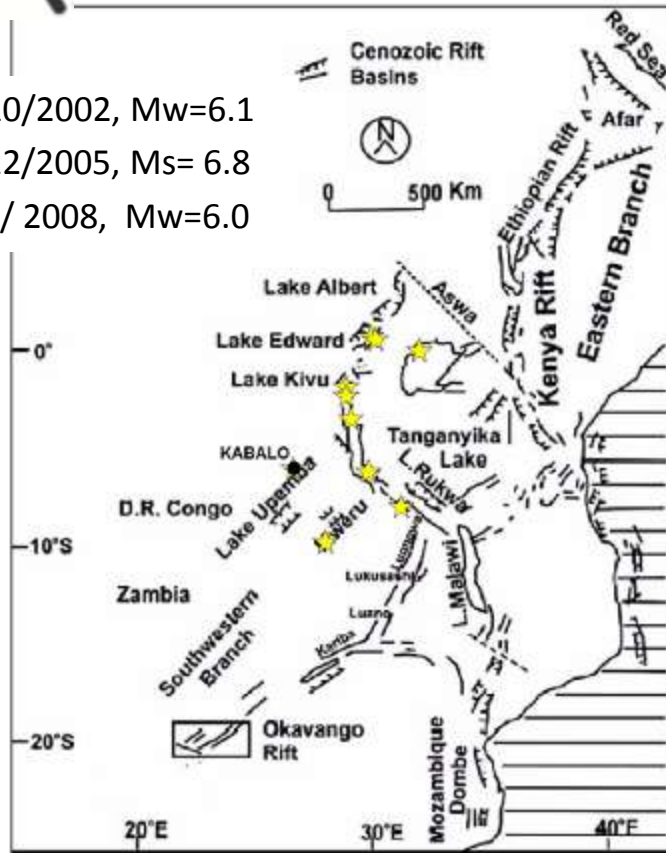 Red Sea
Cenozoic Rift
Basins
Afar
0/2002, Mw=6.1
2/2005, Ms= 6.8
/ 2008, Mw=6.0
N
0 500 Km
Ethiopian Rift
Eastern Branch
Kenya Rift
Lake Albert
Aswa
Lake Edward
0°
Lake Kivu
Tanganyika
Lake
KABALO
L.Rukwa
Lake Upemba
D.R. Congo
10°S
Lukusashi
L.Malawi
Zambia
Southwestern
Branch
Kariba
Okavango
Rift
20°S
Mozambique
Dombe
20°E 30°E 40°E